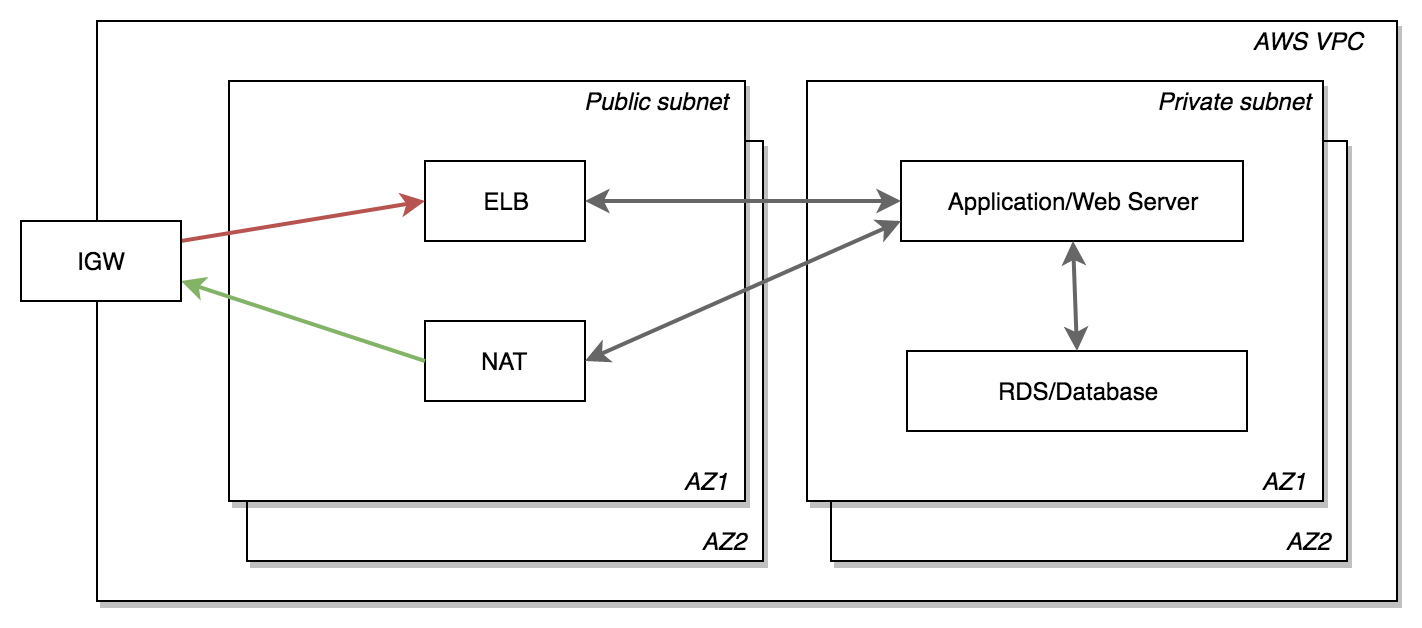 AWS VPC
Public subnet
Private subnet
ELB
Application/Web Server
IGW
NAT
RDS/Database
AZ1
AZ1
AZ2
AZ2